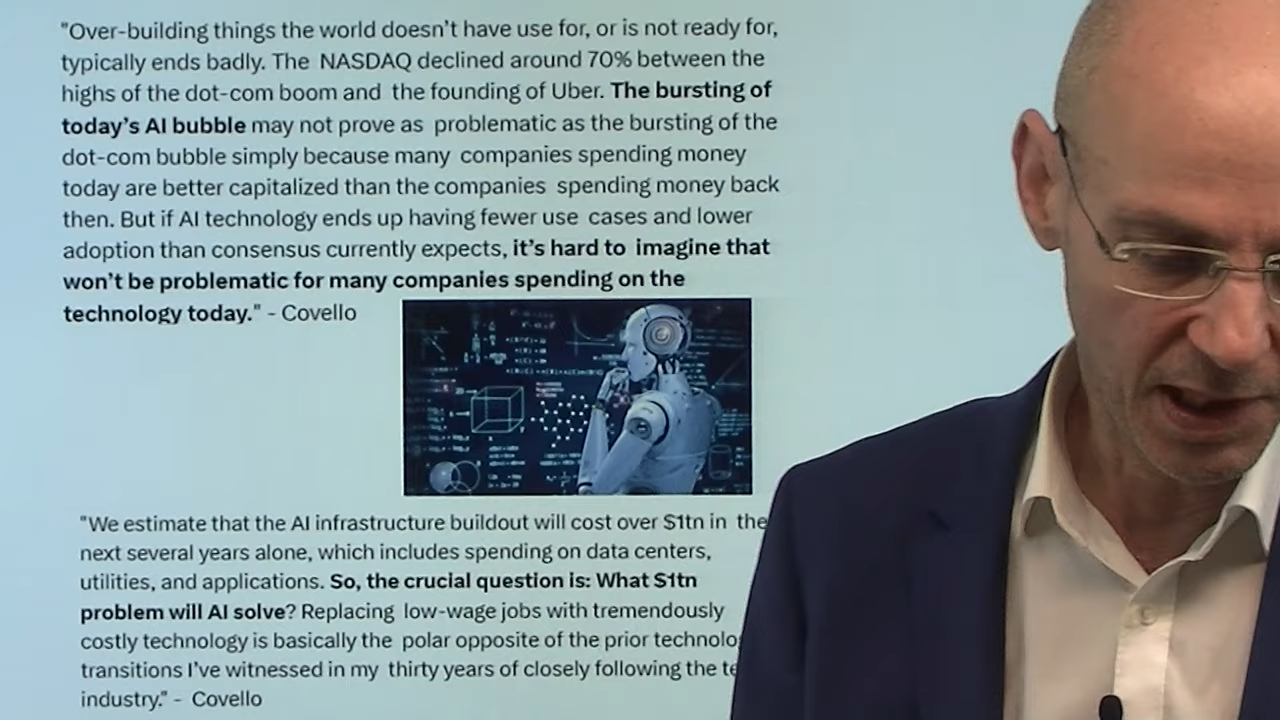 "Over-building things the world doesn't have use for, or is not ready for,
typically ends badly. The NASDAQ declined around 70% between the
highs of the dot-com boom and the founding of Uber. The bursting of
today's AI bubble may not prove as problematic as the bursting of the
dot-com bubble simply because many companies spending money
today are better capitalized than the companies spending money back
then. But if AI technology ends up having fewer use cases and lower
adoption than consensus currently expects, it's hard to imagine that
won't be problematic for many companies spending on the
technology today." - Covello
"We estimate that the AI infrastructure buildout will cost over $1tn in the
next several years alone, which includes spending on data centers,
utilities, and applications. So, the crucial question is: What $1tn
problem will AI solve? Replacing low-wage jobs with tremendously
costly technology is basically the polar opposite of the prior technolo
transitions I've witnessed in my thirty years of closely following the te
industry." - Covello